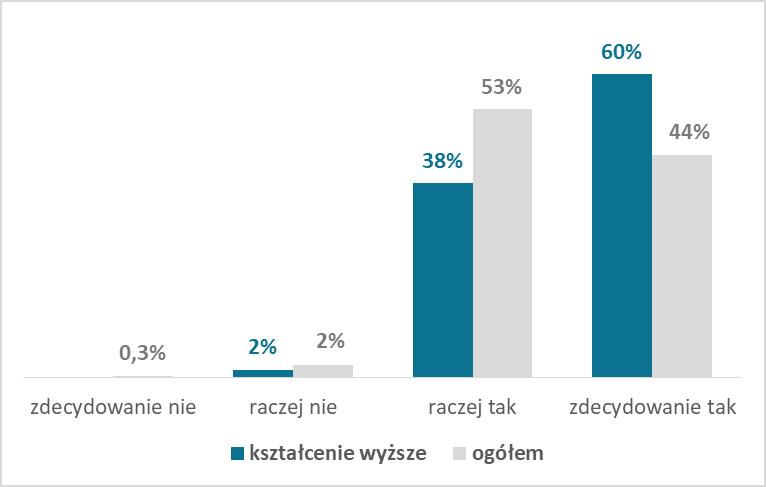 60%
53%
44%
38%
0,3%
2%
2%
zdecydowanie nie
raczej nie
raczej tak
zdecydowanie tak
kształcenie wyższe
ogółem